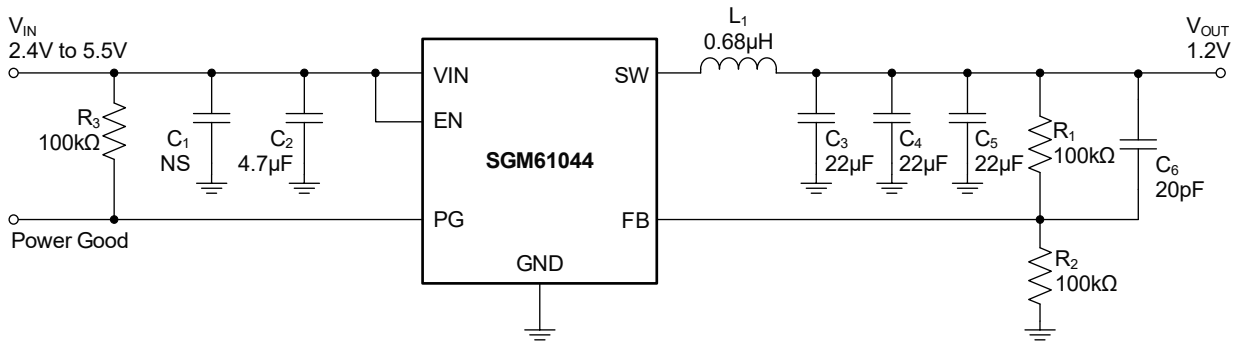 V_IN
2.4V to 5.5V
R₃
100kΩ
C₁
NS
C₂
4.7μF
Power Good
VIN
EN
PG
SW
FB
GND
SGM61044
L₁
0.68μH
C₃
22μF
C₄
22μF
C₅
22μF
R₁
100kΩ
C₆
20pF
R₂
100kΩ
V_OUT
1.2V